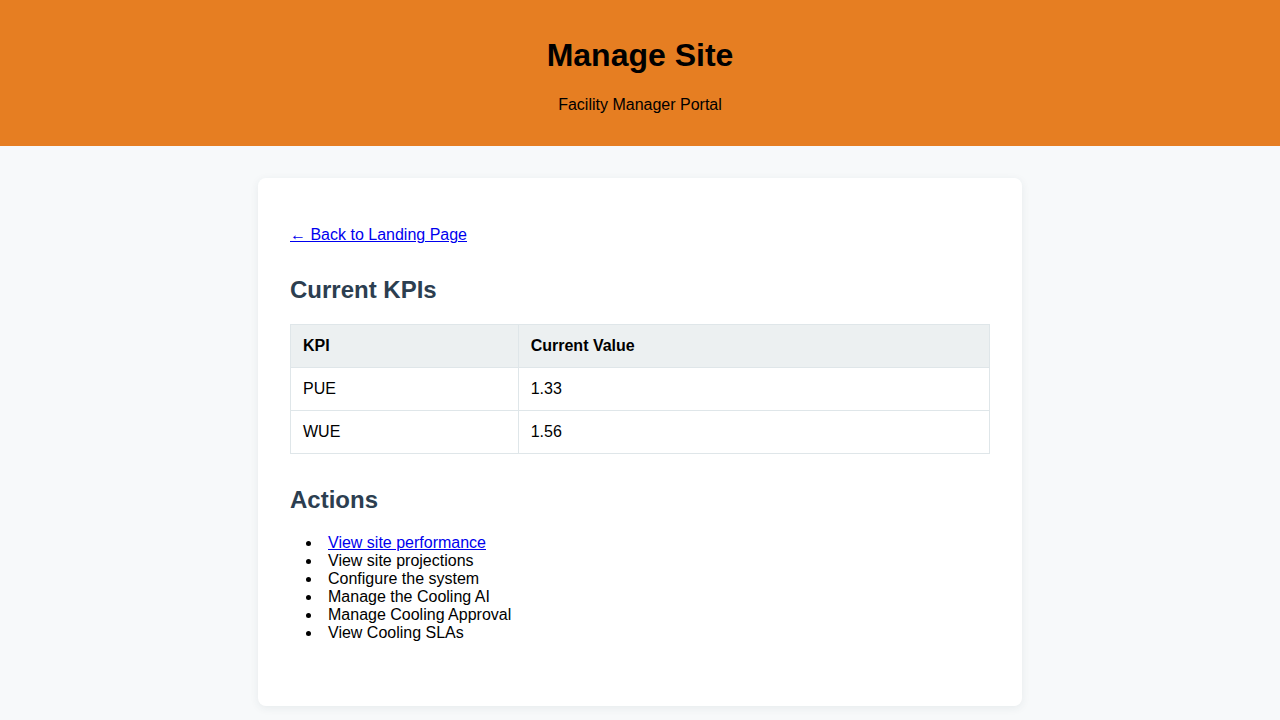 Manage Site
Facility Manager Portal
← Back to Landing Page
Current KPIs
KPI Current Value
PUE 1.33
WUE 1.56
Actions
• View site performance
• View site projections
• Configure the system
• Manage the Cooling AI
• Manage Cooling Approval
• View Cooling SLAs